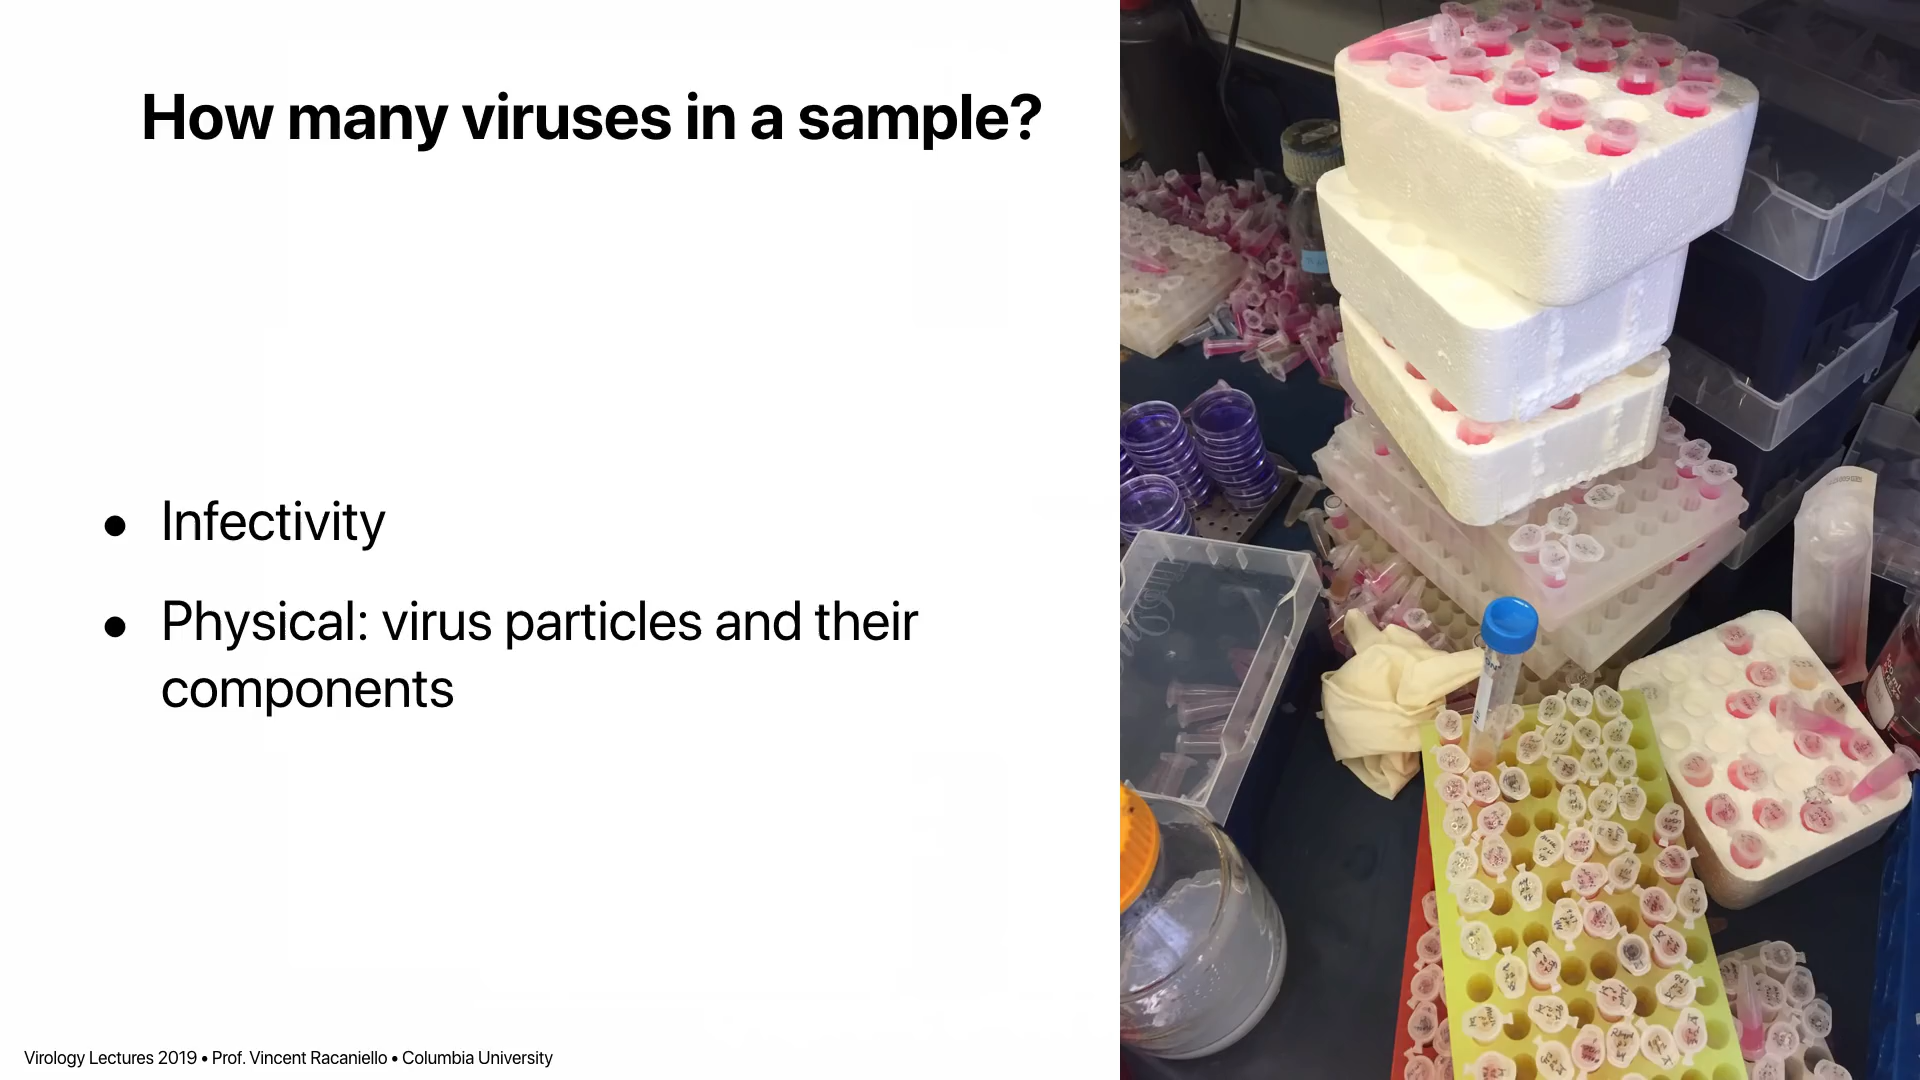 How many viruses in a sample?
• Infectivity
• Physical: virus particles and their
components
Virology Lectures 2019 • Prof. Vincent Racaniello • Columbia University